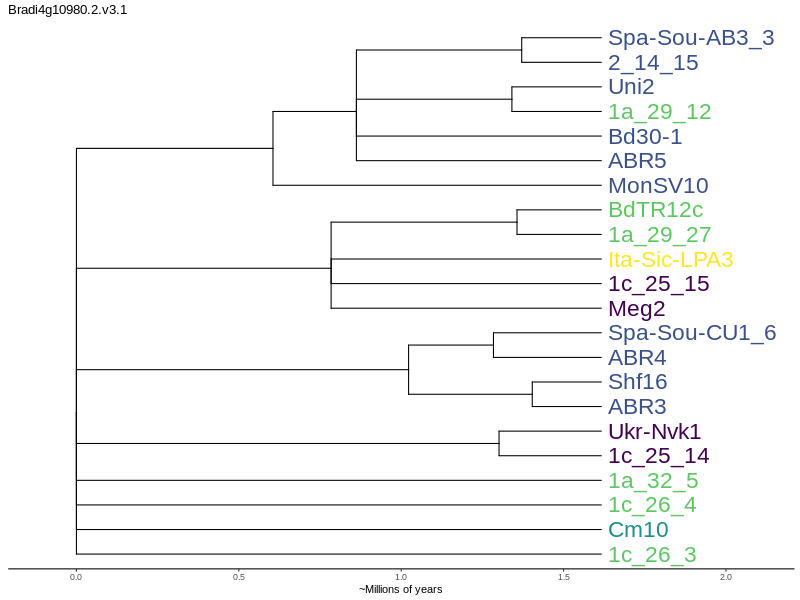 Bradi4g10980.2.v3.1
Spa-Sou-AB3_3
2_14_15
Uni2
1a_29_12
Bd30-1
ABR5
MonSV10
BdTR12c
1a_29_27
Ita-Sic-LPA3
1c_25_15
Meg2
Spa-Sou-CU1_6
ABR4
Shf16
ABR3
Ukr-Nvk1
1c_25_14
1a_32_5
1c_26_4
Cm10
1c_26_3
0.0 0.5 1.0 1.5 2.0
~Millions of years